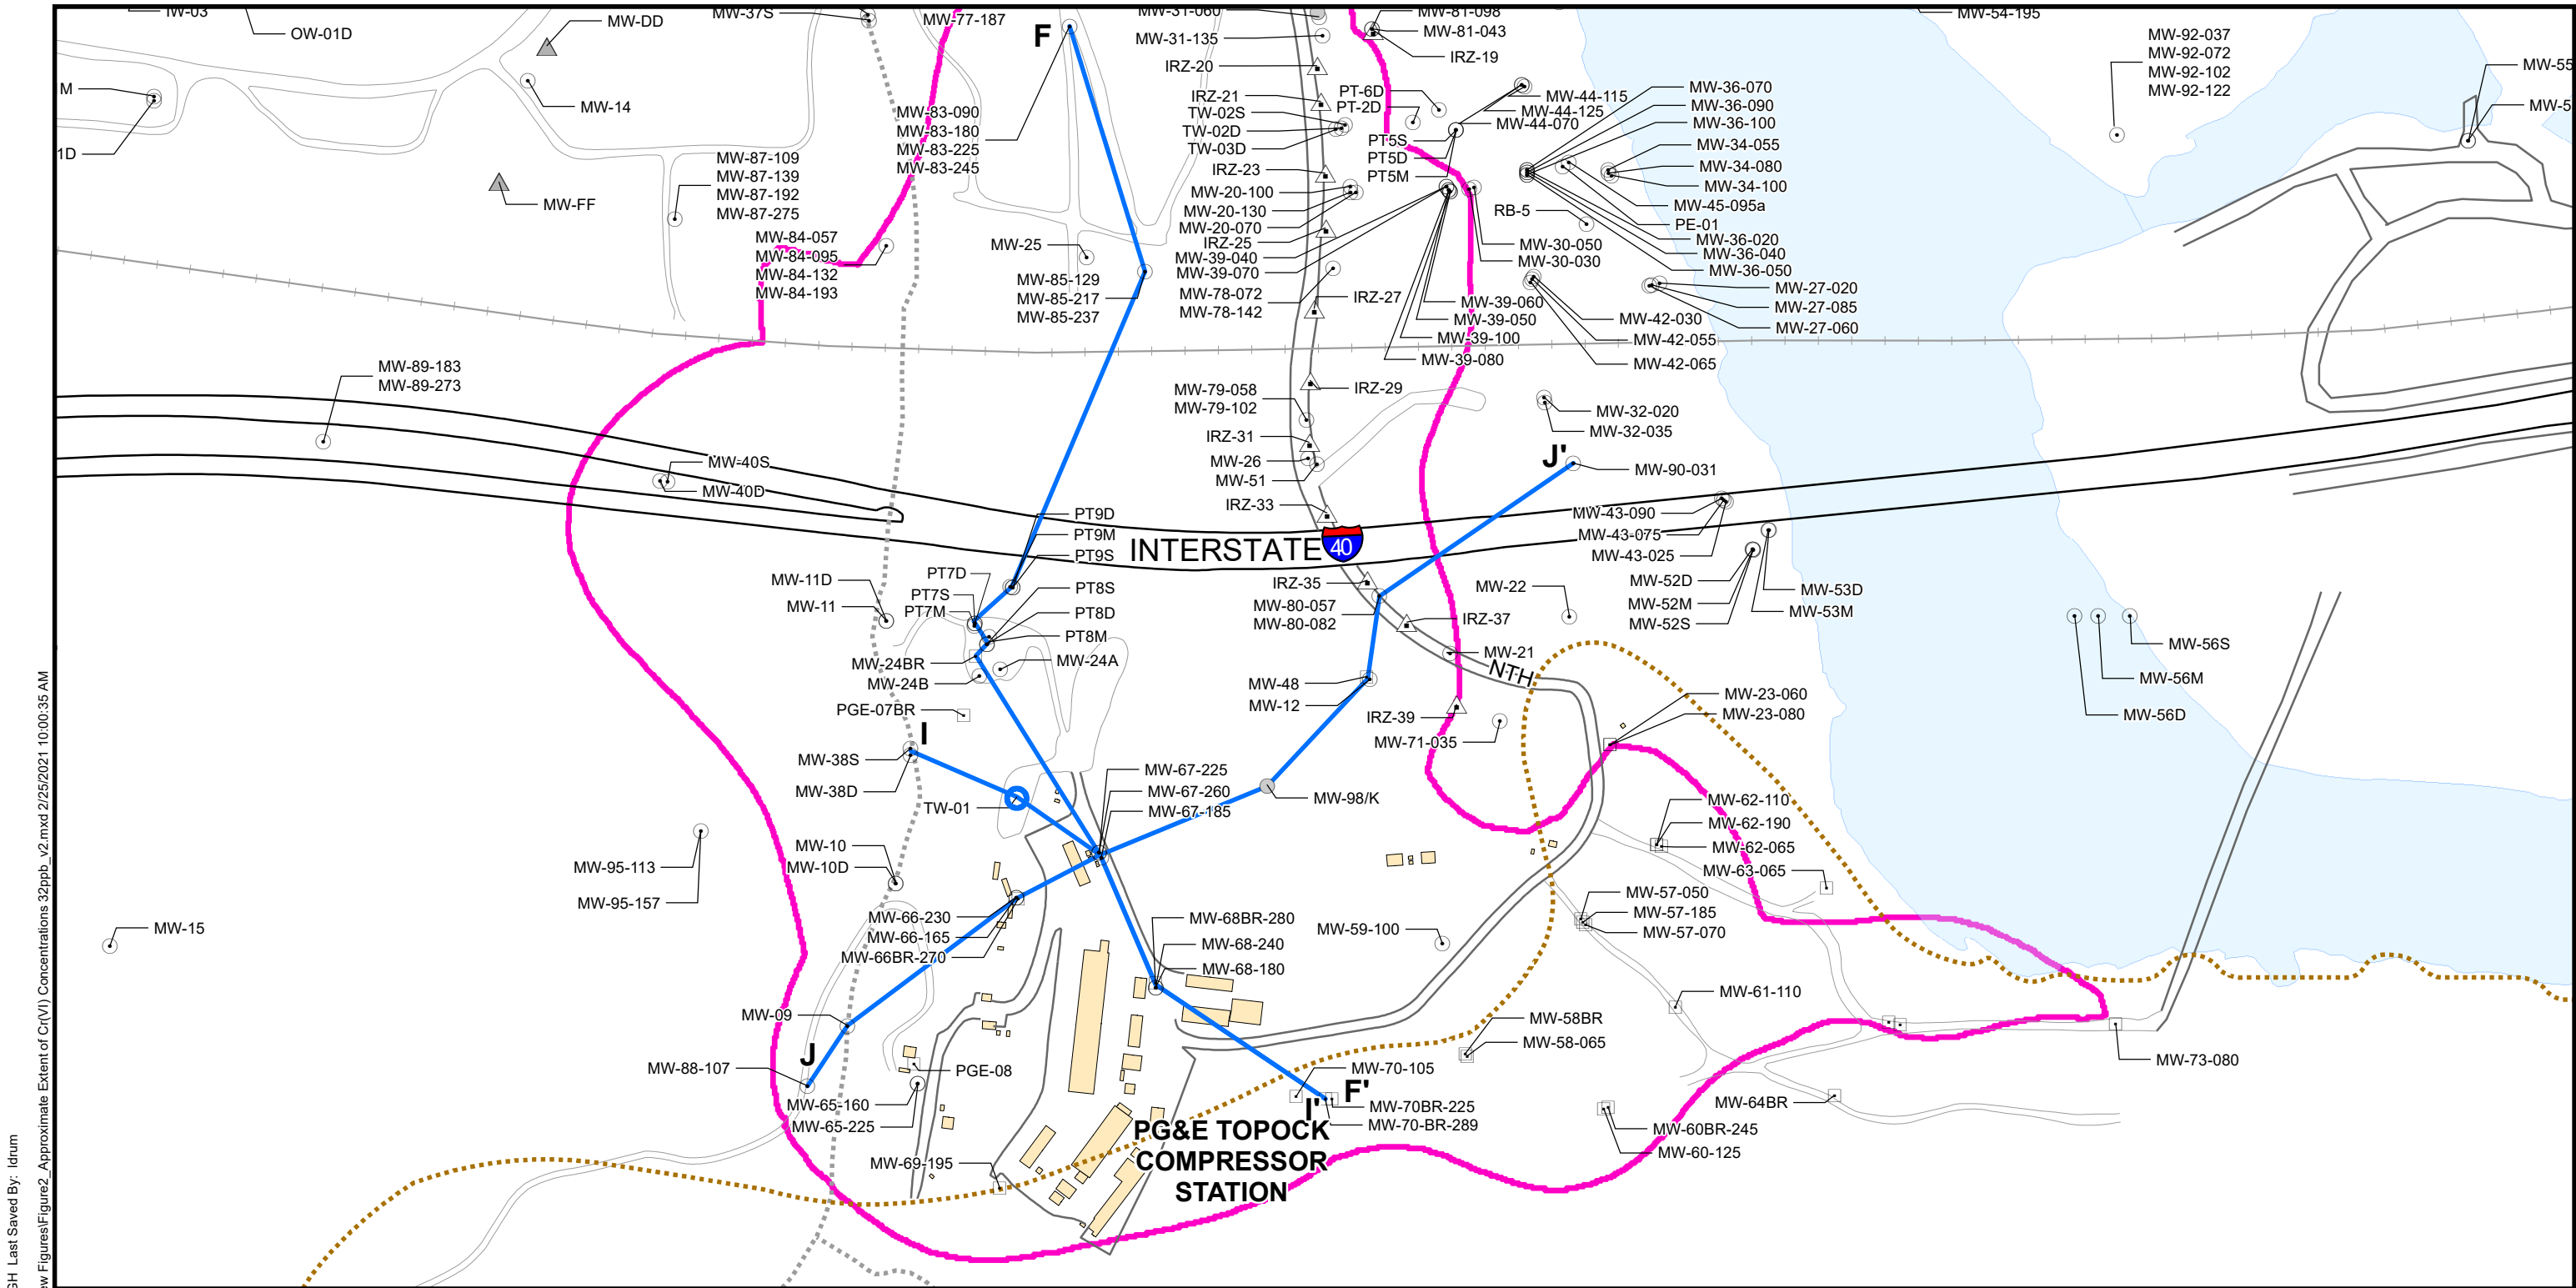 IW-03
OW-01D
MW-DD
MW-37S
MW-77-187
F
MW-31-060
MW-31-135
IRZ-20
MW-81-098
MW-81-043
IRZ-19
MW-54-195
MW-92-037
MW-92-072
MW-92-102
MW-92-122
MW-55
MW-5
M
1D
MW-14
MW-FF
MW-87-109
MW-87-139
MW-87-192
MW-87-275
MW-83-090
MW-83-180
MW-83-225
MW-83-245
MW-84-057
MW-84-095
MW-84-132
MW-84-193
MW-25
MW-85-129
MW-85-217
MW-85-237
IRZ-21
TW-02S
TW-02D
TW-03D
IRZ-23
MW-20-100
MW-20-130
MW-20-070
IRZ-25
MW-39-040
MW-39-070
MW-78-072
MW-78-142
IRZ-27
PT-6D
PT-2D
PT5S
PT5D
PT5M
MW-44-115
MW-44-125
MW-44-070
MW-36-070
MW-36-090
MW-36-100
MW-34-055
MW-34-080
MW-34-100
MW-45-095a
PE-01
MW-36-020
MW-36-040
MW-36-050
RB-5
MW-30-050
MW-30-030
MW-27-020
MW-27-085
MW-27-060
MW-39-060
MW-39-050
MW-39-100
MW-39-080
MW-42-030
MW-42-055
MW-42-065
MW-89-183
MW-89-273
MW-79-058
MW-79-102
IRZ-29
IRZ-31
MW-26
MW-51
IRZ-33
MW-32-020
MW-32-035
J'
MW-90-031
MW-40S
MW-40D
PT9D
PT9M
PT9S
INTERSTATE
40
MW-43-090
MW-43-075
MW-43-025
MW-11D
MW-11
PT7D
PT7S
PT7M
PT8S
PT8D
PT8M
MW-24BR
MW-24B
MW-24A
PGE-07BR
IRZ-35
MW-80-057
MW-80-082
IRZ-37
MW-22
MW-52D
MW-52M
MW-52S
MW-53D
MW-53M
MW-56S
MW-56M
MW-56D
MW-21
NTH
MW-48
MW-12
IRZ-39
MW-71-035
MW-23-060
MW-23-080
I
MW-38S
MW-38D
TW-01
MW-67-225
MW-67-260
MW-67-185
MW-98/K
MW-62-110
MW-62-190
MW-62-065
MW-63-065
MW-95-113
MW-95-157
MW-10
MW-10D
MW-15
MW-66-230
MW-66-165
MW-66BR-270
MW-68BR-280
MW-68-240
MW-68-180
MW-59-100
MW-57-050
MW-57-185
MW-57-070
MW-61-110
MW-09
J
MW-88-107
PGE-08
MW-65-160
MW-65-225
MW-69-195
MW-58BR
MW-58-065
MW-70-105
F'
I'
MW-70BR-225
MW-70-BR-289
MW-73-080
MW-64BR
MW-60BR-245
MW-60-125
PG&E TOPOCK
COMPRESSOR
STATION
GH Last Saved By: ldrum
ew Figures\Figure2_Approximate Extent of Cr(VI) Concentrations 32ppb_v2.mxd 2/25/2021 10:00:35 AM